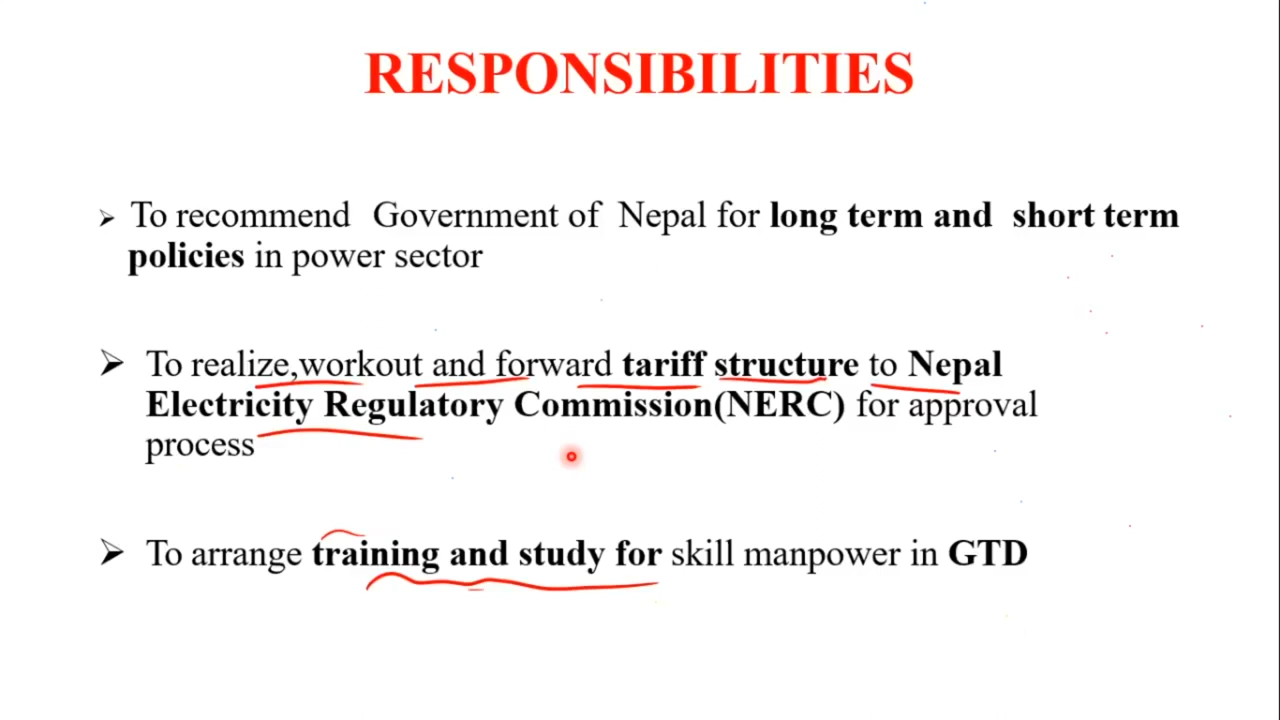 RESPONSIBILITIES
➢ To recommend Government of Nepal for long term and short term
policies in power sector
➢ To realize,workout and forward tariff structure to Nepal
Electricity Regulatory Commission(NERC) for approval
process
➢ To arrange training and study for skill manpower in GTD